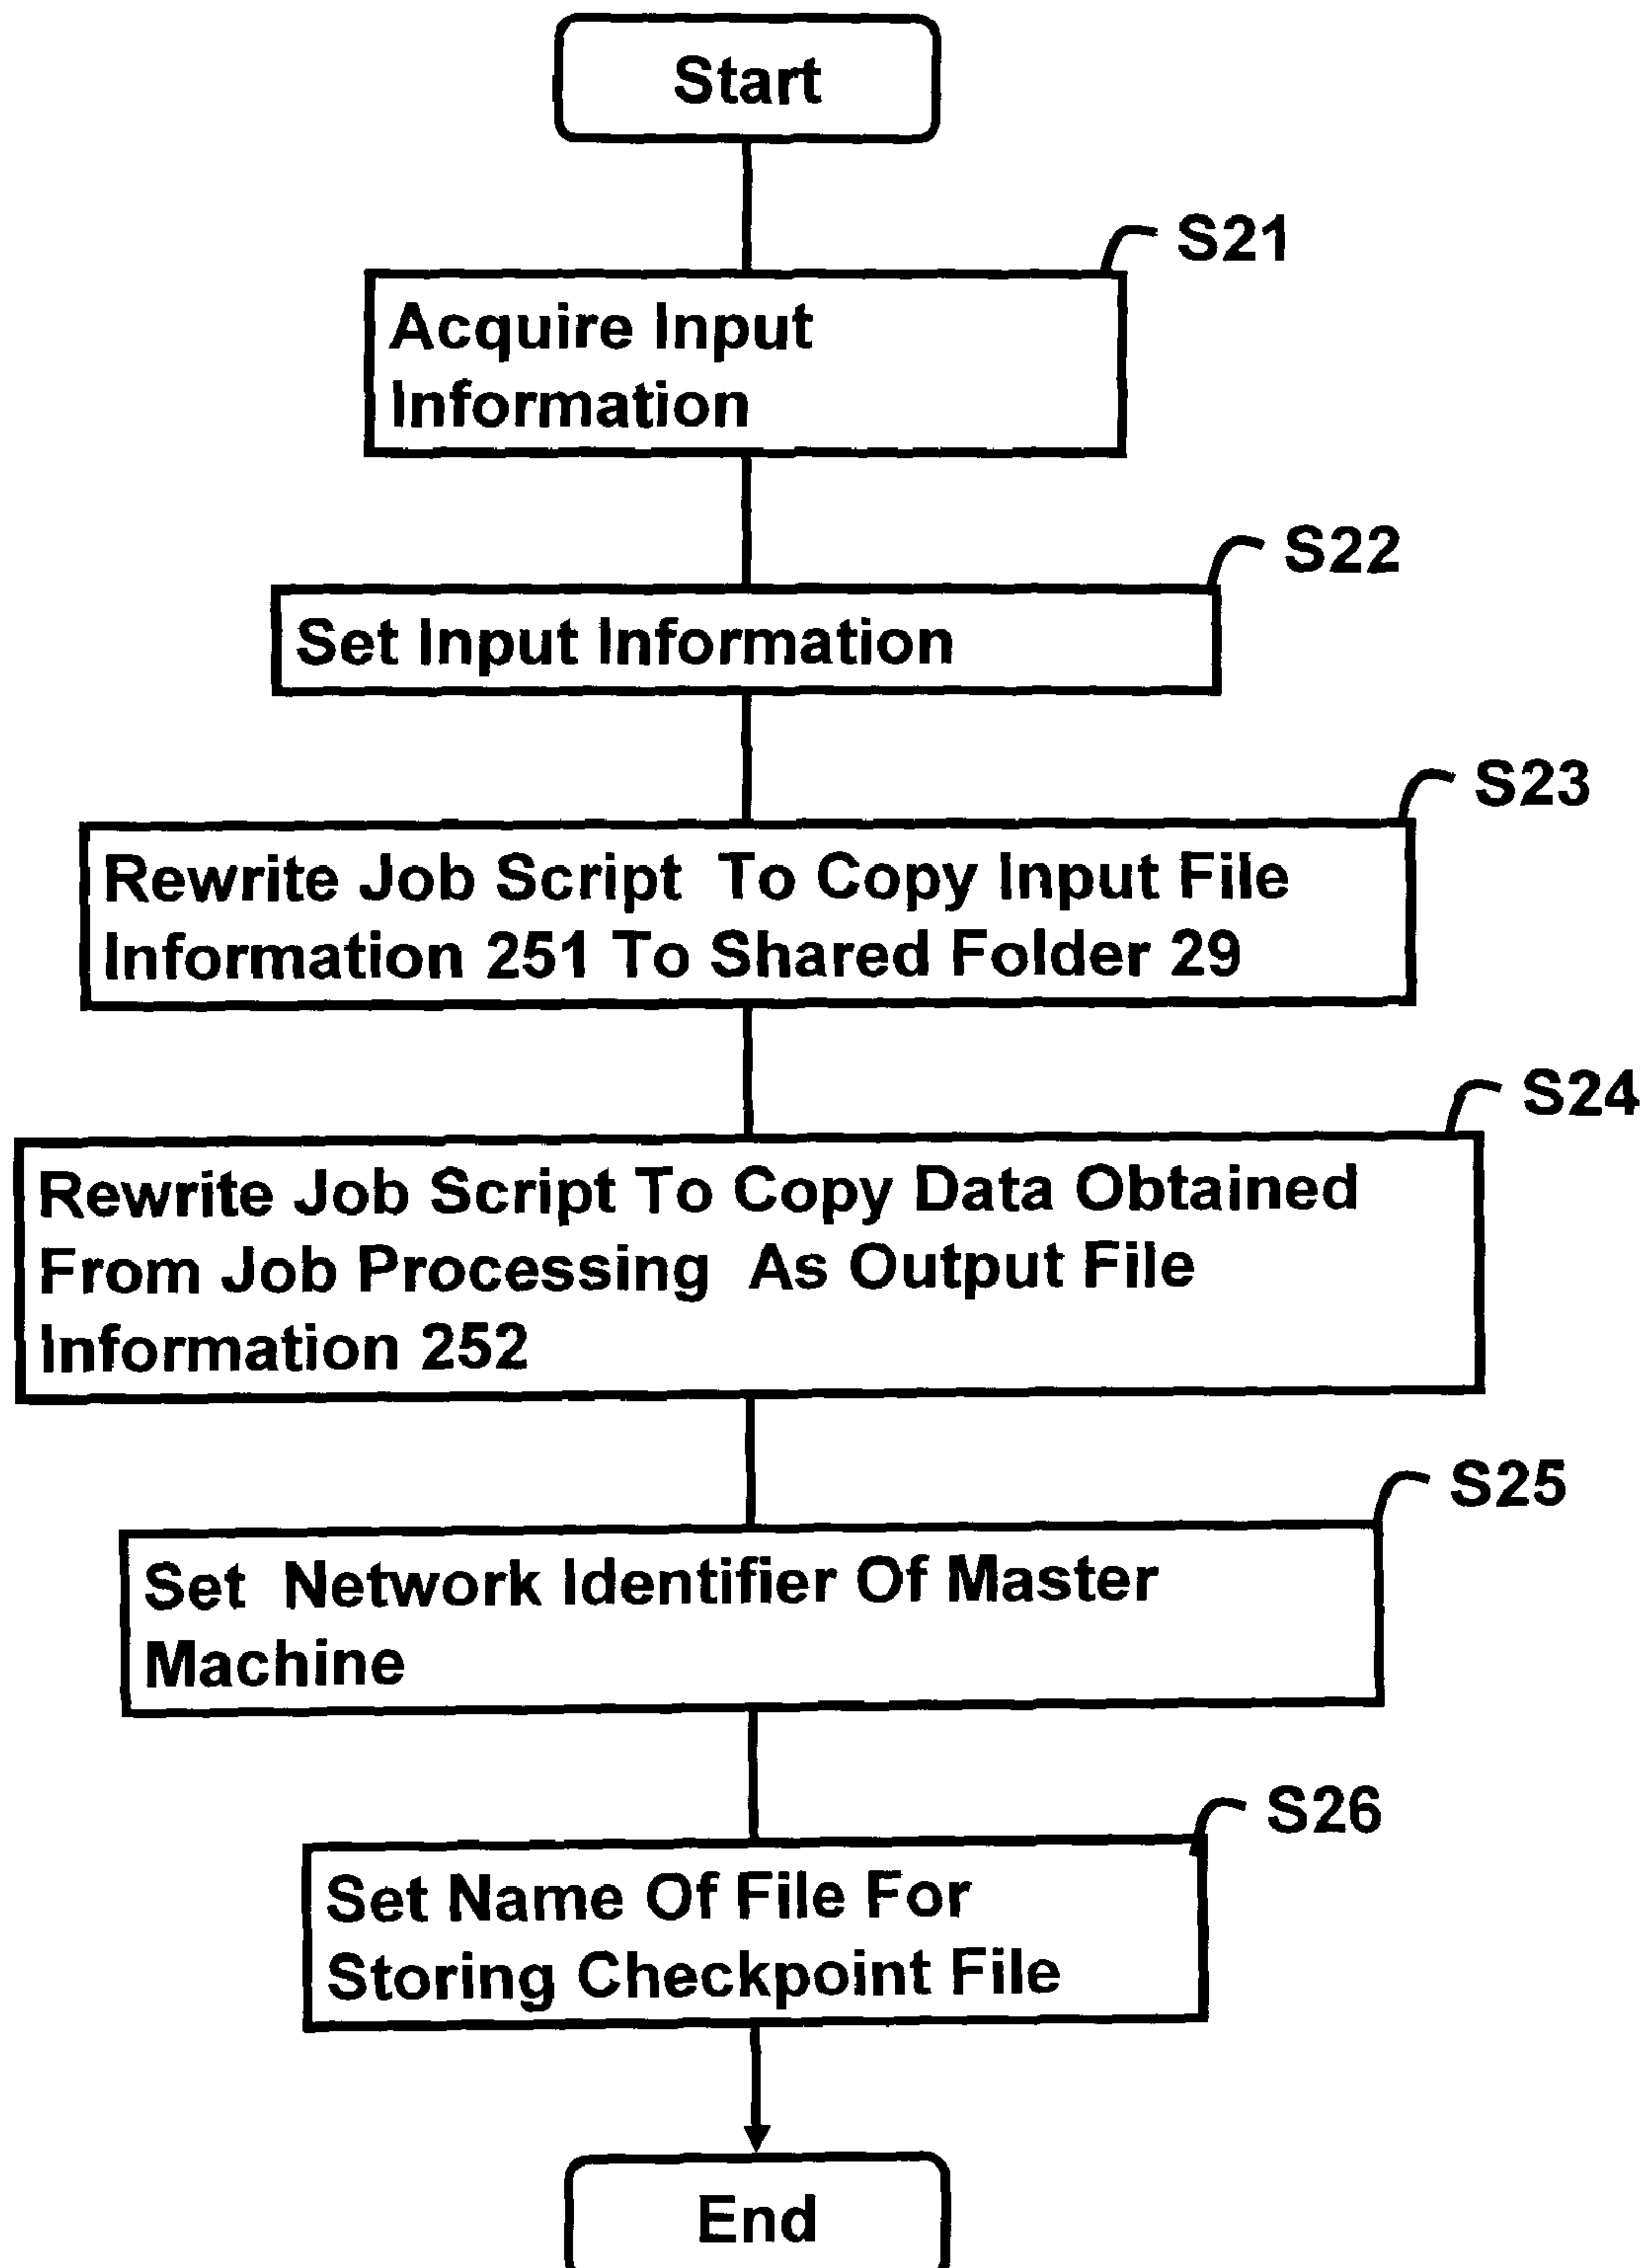 Start
S21
Acquire Input
Information
S22
Set Input Information
S23
Rewrite Job Script To Copy Input File
Information 251 To Shared Folder 29
S24
Rewrite Job Script To Copy Data Obtained
From Job Processing As Output File
Information 252
S25
Set Network Identifier Of Master
Machine
S26
Set Name Of File For
Storing Checkpoint File
End